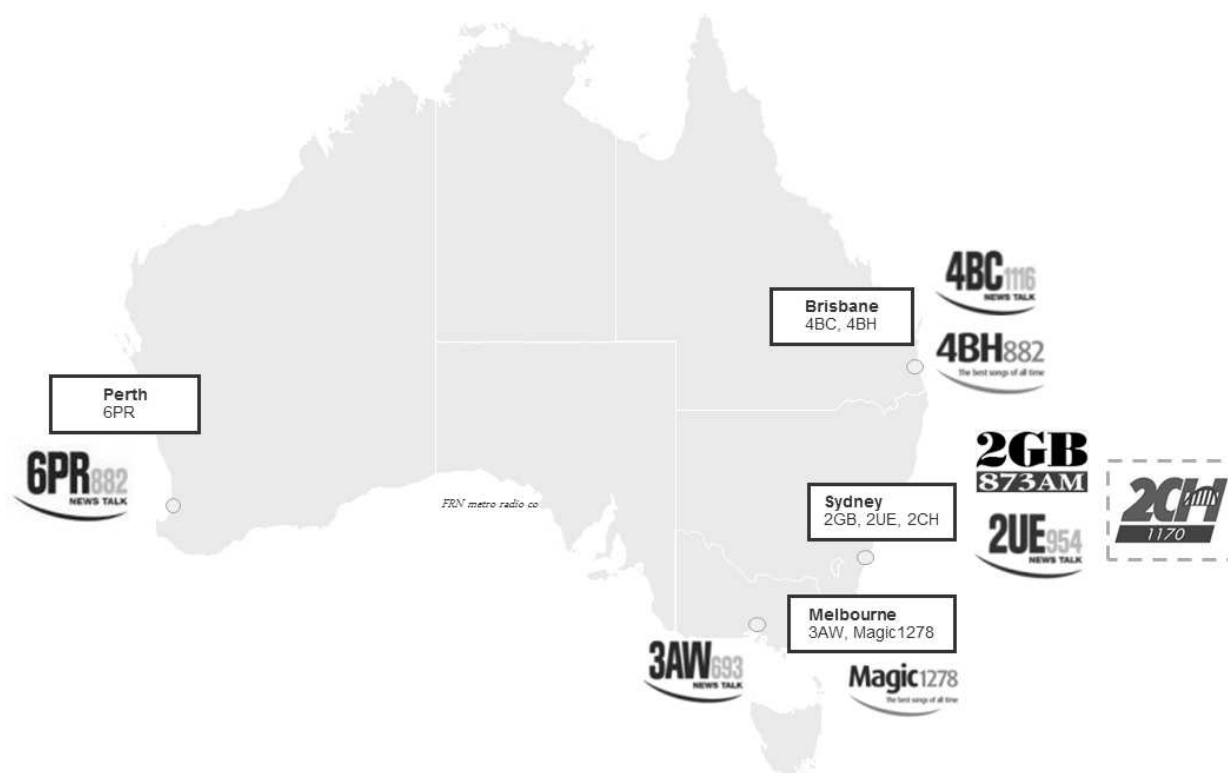 4BC1116
NEWS TALK
Brisbane
4BC, 4BH
4BH882
The best songs of all time
Perth
6PR
6PR882
NEWS TALK
2GB
873AM
2CH
1170
Sydney
2GB, 2UE, 2CH
FRN metro radio co
2UE954
NEWS TALK
Melbourne
3AW, Magic1278
3AW693
NEWS TALK
Magic1278
The best songs of all time